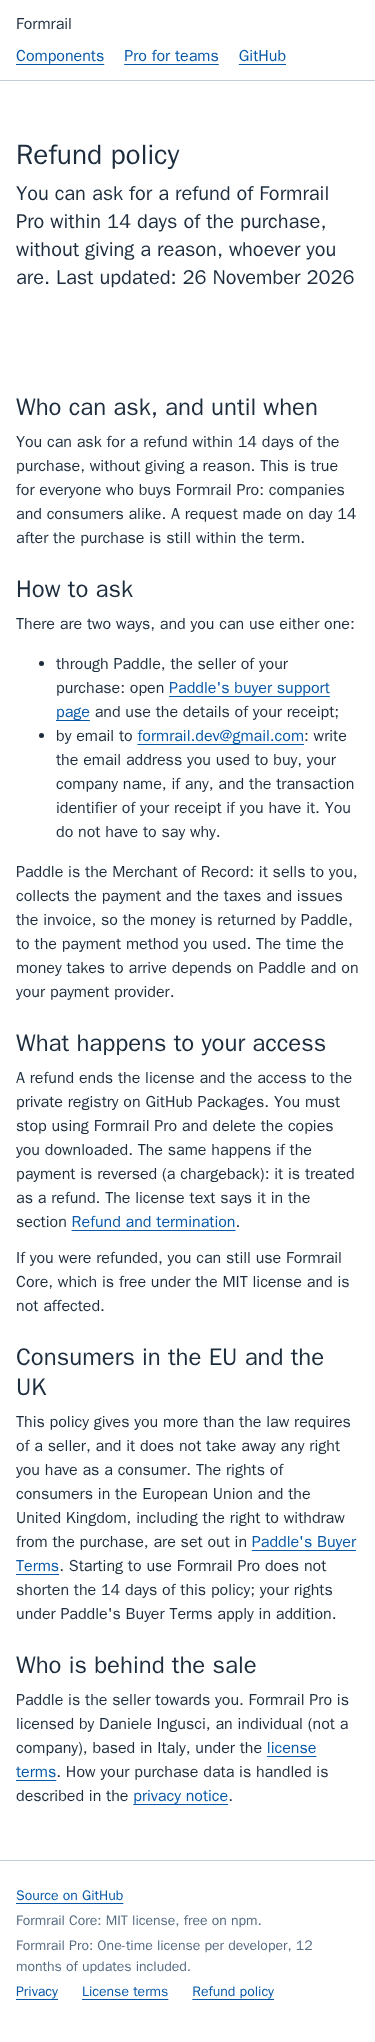 Formrail
Components Pro for teams GitHub
Refund policy
You can ask for a refund of Formrail
Pro within 14 days of the purchase,
without giving a reason, whoever you
are. Last updated: 26 November 2026
Who can ask, and until when
You can ask for a refund within 14 days of the
purchase, without giving a reason. This is true
for everyone who buys Formrail Pro: companies
and consumers alike. A request made on day 14
after the purchase is still within the term.
How to ask
There are two ways, and you can use either one:
• through Paddle, the seller of your
purchase: open Paddle's buyer support
page and use the details of your receipt;
• by email to formrail.dev@gmail.com: write
the email address you used to buy, your
company name, if any, and the transaction
identifier of your receipt if you have it. You
do not have to say why.
Paddle is the Merchant of Record: it sells to you,
collects the payment and the taxes and issues
the invoice, so the money is returned by Paddle,
to the payment method you used. The time the
money takes to arrive depends on Paddle and on
your payment provider.
What happens to your access
A refund ends the license and the access to the
private registry on GitHub Packages. You must
stop using Formrail Pro and delete the copies
you downloaded. The same happens if the
payment is reversed (a chargeback): it is treated
as a refund. The license text says it in the
section Refund and termination.
If you were refunded, you can still use Formrail
Core, which is free under the MIT license and is
not affected.
Consumers in the EU and the
UK
This policy gives you more than the law requires
of a seller, and it does not take away any right
you have as a consumer. The rights of
consumers in the European Union and the
United Kingdom, including the right to withdraw
from the purchase, are set out in Paddle's Buyer
Terms. Starting to use Formrail Pro does not
shorten the 14 days of this policy; your rights
under Paddle's Buyer Terms apply in addition.
Who is behind the sale
Paddle is the seller towards you. Formrail Pro is
licensed by Daniele Ingusci, an individual (not a
company), based in Italy, under the license
terms. How your purchase data is handled is
described in the privacy notice.
Source on GitHub
Formrail Core: MIT license, free on npm.
Formrail Pro: One-time license per developer, 12
months of updates included.
Privacy License terms Refund policy